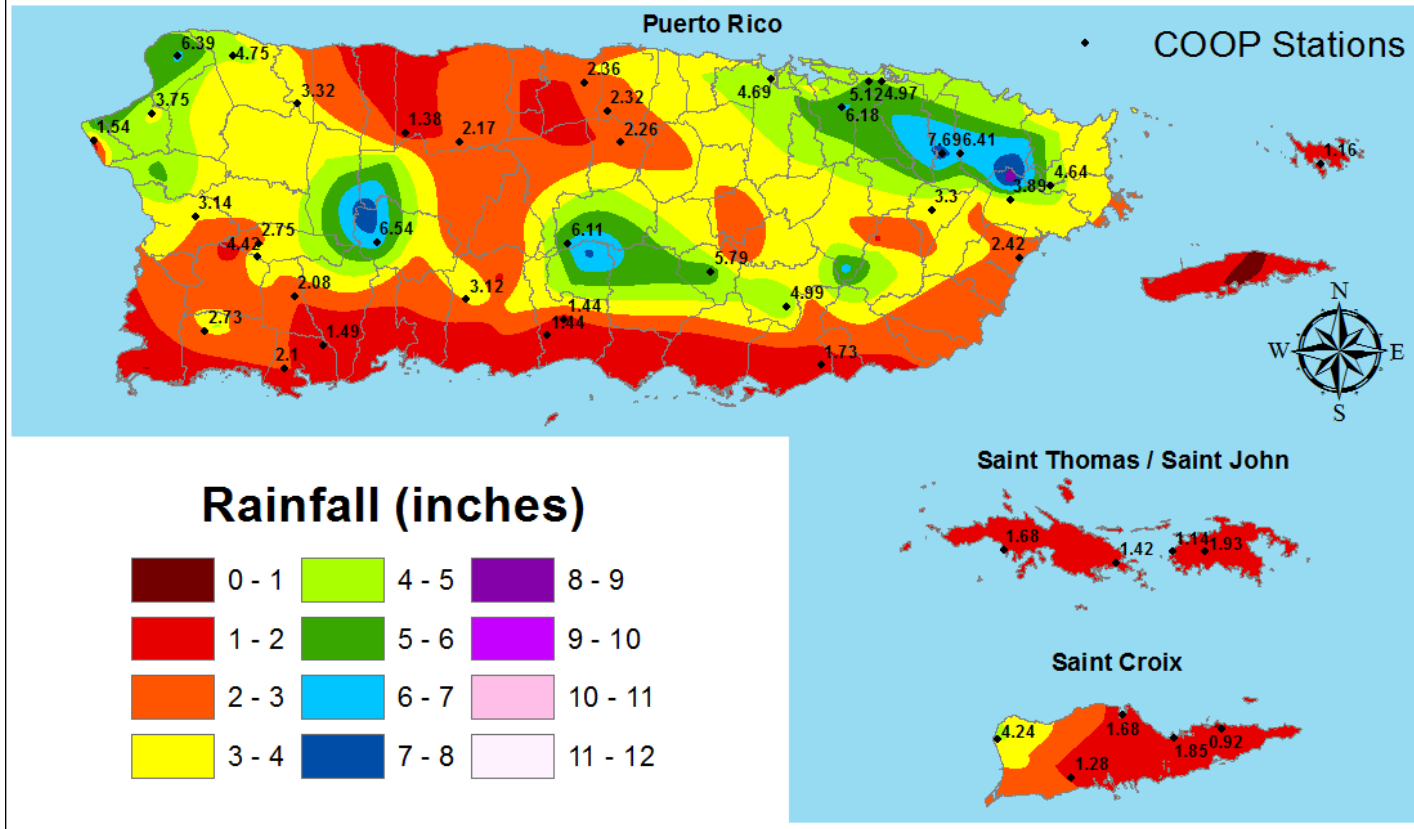 Puerto Rico
COOP Stations
6.39
4.75
3.75
3.32
1.54
1.38
2.17
2.36
2.32
2.26
4.69
5.12
4.97
6.18
7.69
6.41
4.64
3.89
3.3
1.16
3.14
2.75
4.42
6.54
6.11
5.79
2.42
2.08
3.12
4.99
2.73
1.49
1.44
1.44
2.1
1.73
N
W
E
S
Saint Thomas / Saint John
1.68
1.42
1.14
1.93
Saint Croix
4.24
1.68
1.85
0.92
1.28
Rainfall (inches)
0 - 1
4 - 5
8 - 9
1 - 2
5 - 6
9 - 10
2 - 3
6 - 7
10 - 11
3 - 4
7 - 8
11 - 12